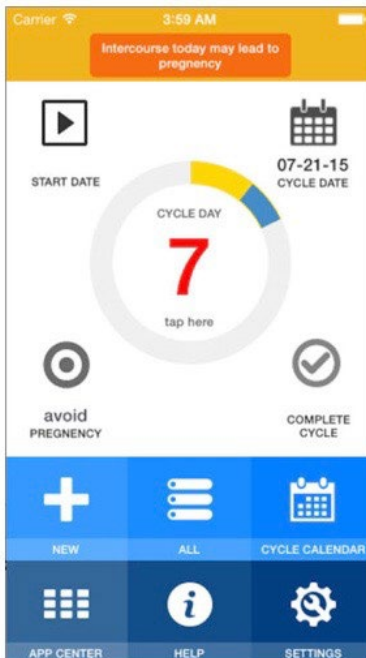 Carrier
3:59 AM
Intercourse today may lead to
pregnency
START DATE
07-21-15
CYCLE DATE
CYCLE DAY
7
tap here
avoid
PREGNENCY
COMPLETE
CYCLE
NEW
ALL
CYCLE CALENDAR
APP CENTER
HELP
SETTINGS